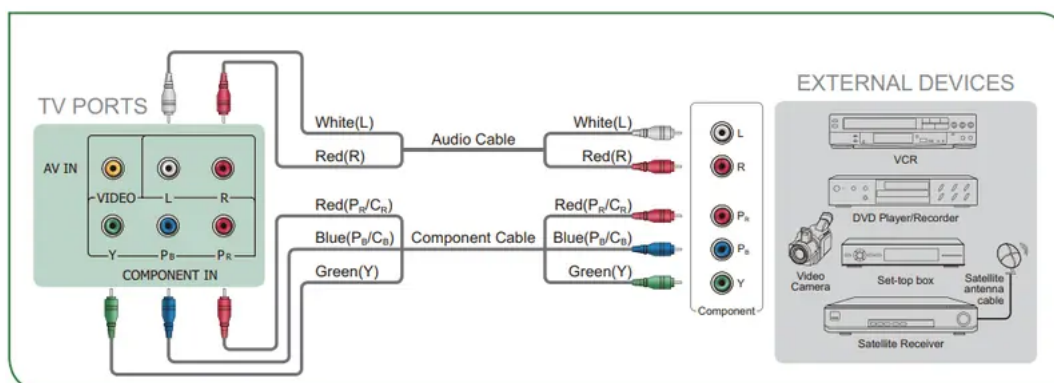 TV PORTS
AV IN
VIDEO
L
R
Y
PB
PR
COMPONENT IN
White(L)
Audio Cable
White(L)
Red(R)
Red(R)
Red(PR/CR)
Red(PR/CR)
Blue(PB/CB)
Component Cable
Blue(PB/CB)
Green(Y)
Green(Y)
L
R
PR
PB
Y
Component
EXTERNAL DEVICES
VCR
DVD Player/Recorder
Video
Camera
Set-top box
Satellite
antenna
cable
Satellite Receiver